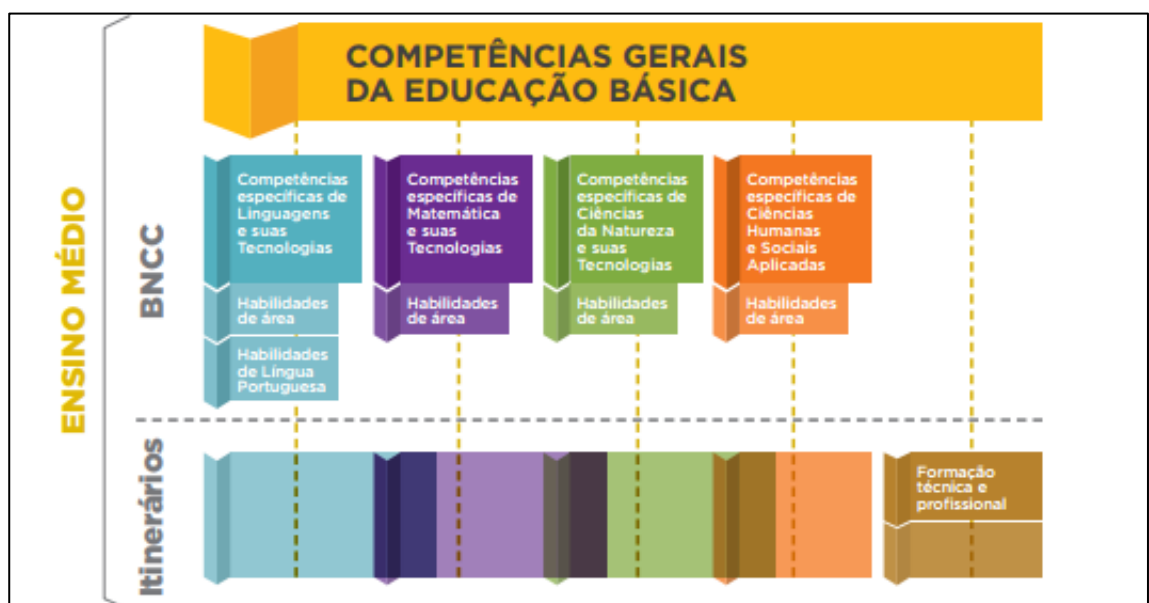 COMPETÊNCIAS GERAIS
DA EDUCAÇÃO BÁSICA
ENSINO MÉDIO
BNCC
Competências
específicas de
Linguagens
e suas
Tecnologias
Habilidades
de área
Habilidades
de Língua
Portuguesa
Competências
específicas de
Matemática
e suas
Tecnologias
Habilidades
de área
Competências
específicas de
Ciências
da Natureza
e suas
Tecnologias
Habilidades
de área
Competências
específicas de
Ciências
Humanas
e Sociais
Aplicadas
Habilidades
de área
Itinerários
Formação
técnica e
profissional